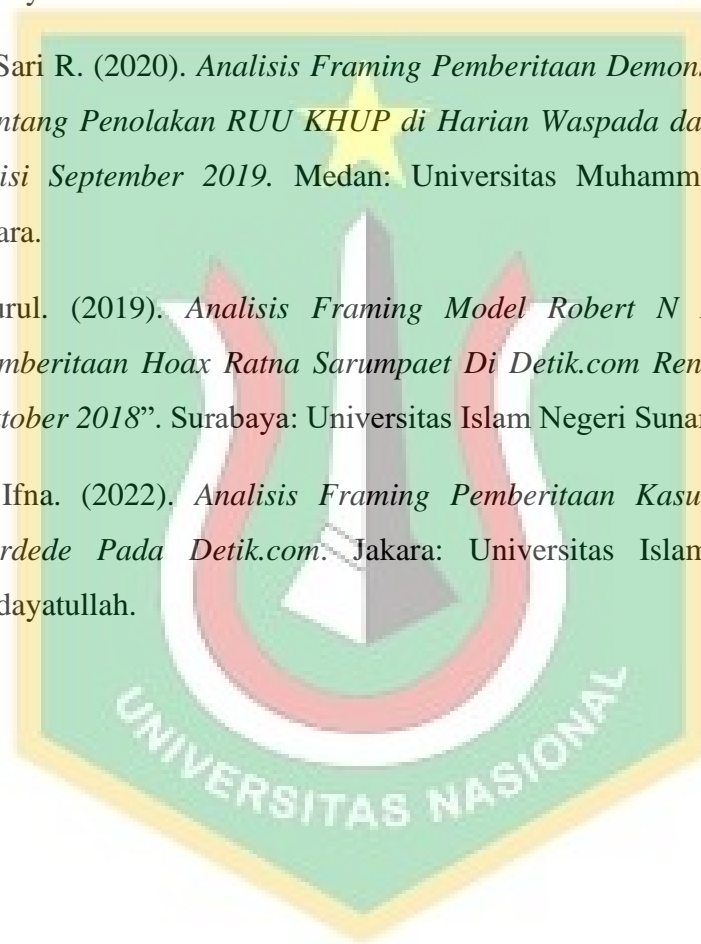 Sari R. (2020). Analisis Framing Pemberitaan Demons
ntang Penolakan RUU KHUP di Harian Waspada da
isi September 2019. Medan: Universitas Muhamm
ara.
urul. (2019). Analisis Framing Model Robert N
mberitaan Hoax Ratna Sarumpaet Di Detik.com Ren
tober 2018”. Surabaya: Universitas Islam Negeri Sunan
Ifna. (2022). Analisis Framing Pemberitaan Kasu
rdede Pada Detik.com. Jakara: Universitas Islam
dayatullah.
UNIVERSITAS NASIONAL